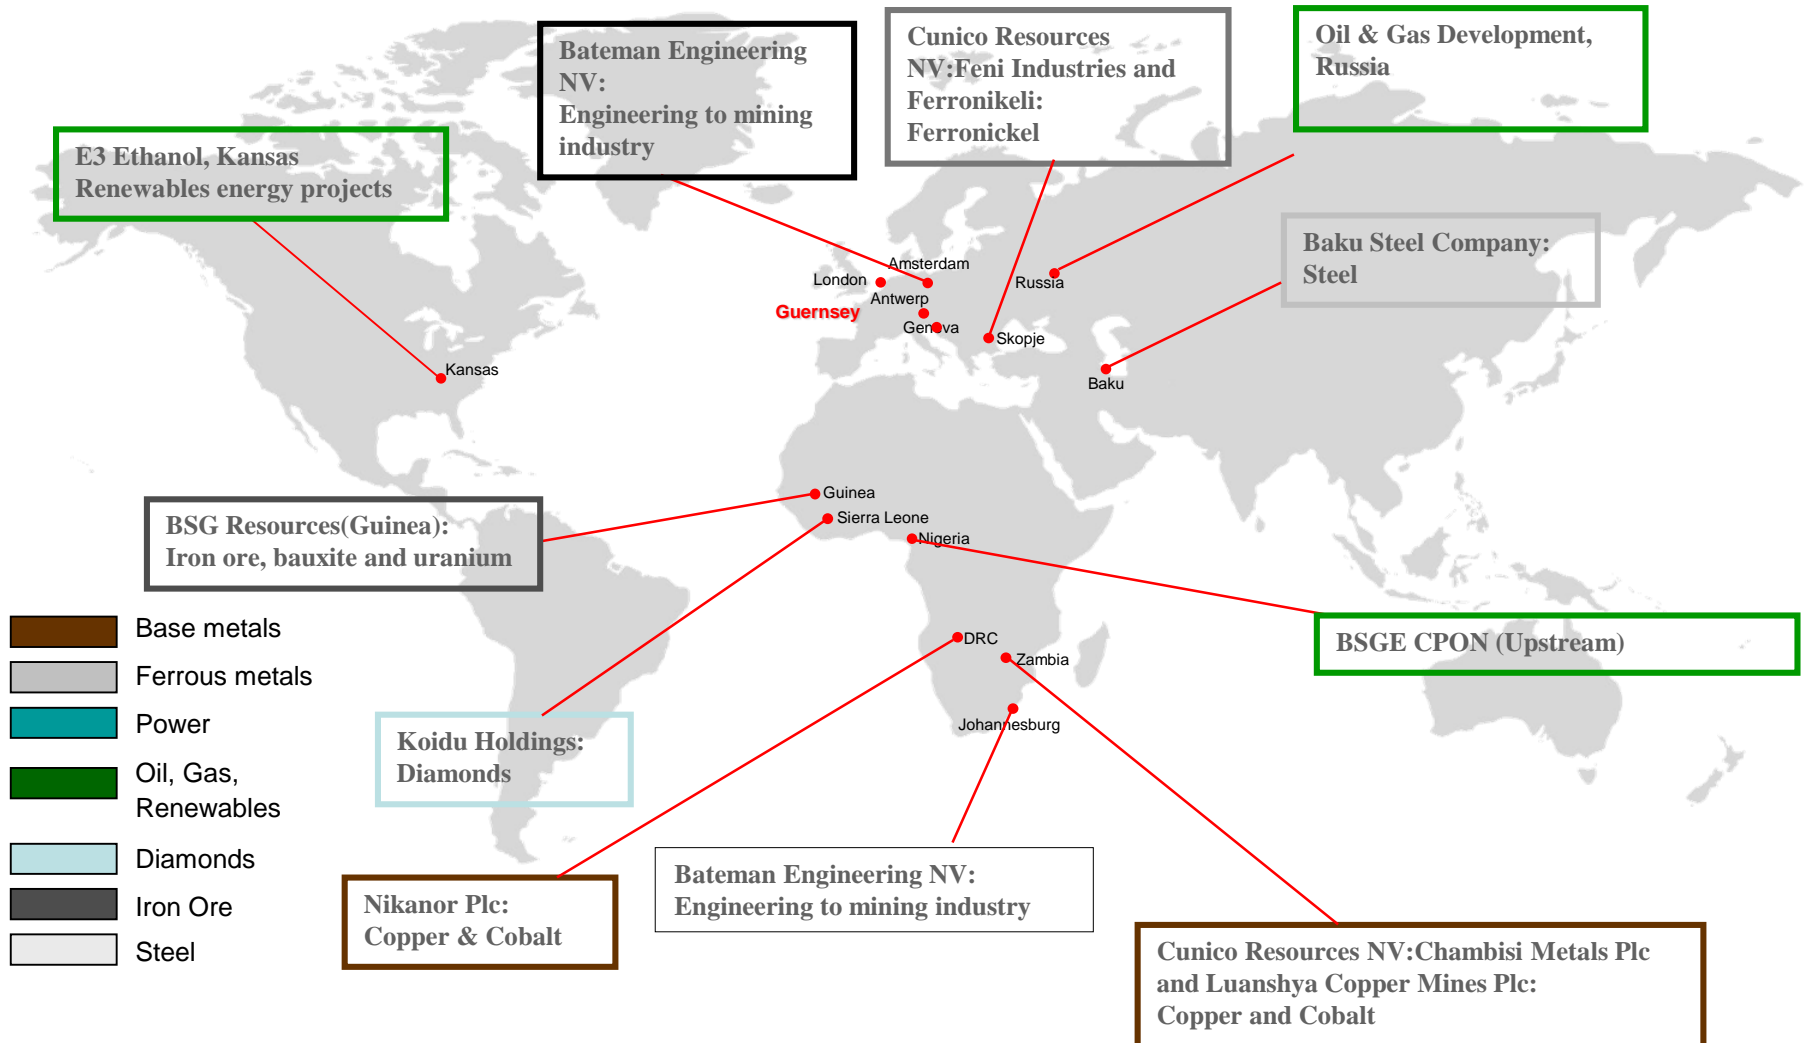 Bateman Engineering
NV:
Engineering to mining
industry
Cunico Resources
NV:Feni Industries and
Ferronikeli:
Ferronickel
Oil & Gas Development,
Russia
E3 Ethanol, Kansas
Renewables energy projects
Baku Steel Company:
Steel
Amsterdam
London
Antwerp
Guernsey
Geneva
Russia
Skopje
Kansas
Baku
Guinea
Sierra Leone
Nigeria
BSG Resources(Guinea):
Iron ore, bauxite and uranium
DRC
Zambia
Johannesburg
BSGE CPON (Upstream)
Base metals
Ferrous metals
Power
Oil, Gas,
Renewables
Diamonds
Iron Ore
Steel
Koidu Holdings:
Diamonds
Nikanor Plc:
Copper & Cobalt
Bateman Engineering NV:
Engineering to mining industry
Cunico Resources NV:Chambisi Metals Plc
and Luanshya Copper Mines Plc:
Copper and Cobalt